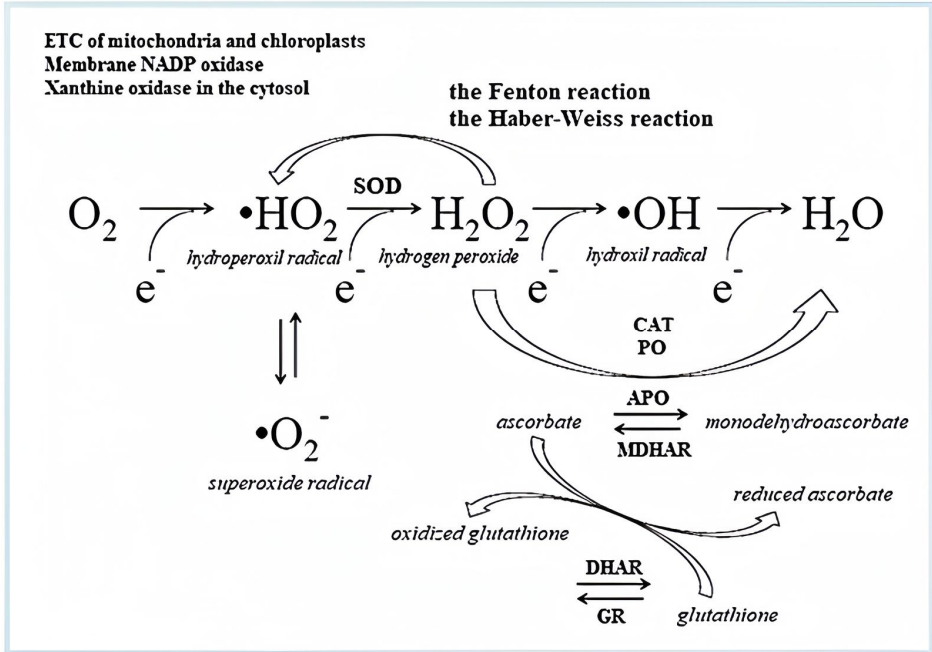 ETC of mitochondria and chloroplasts
Membrane NADP oxidase
Xanthine oxidase in the cytosol
the Fenton reaction
the Haber-Weiss reaction
SOD
O₂ •HO₂ H₂O₂ •OH H₂O
hydroperoxil radical hydrogen peroxide hydroxil radical
e⁻ e⁻ e⁻ e⁻
CAT
PO
APO
ascorbate monodehydroascorbate
MDHAR
•O₂⁻
superoxide radical
reduced ascorbate
oxidized glutathione
DHAR
GR glutathione